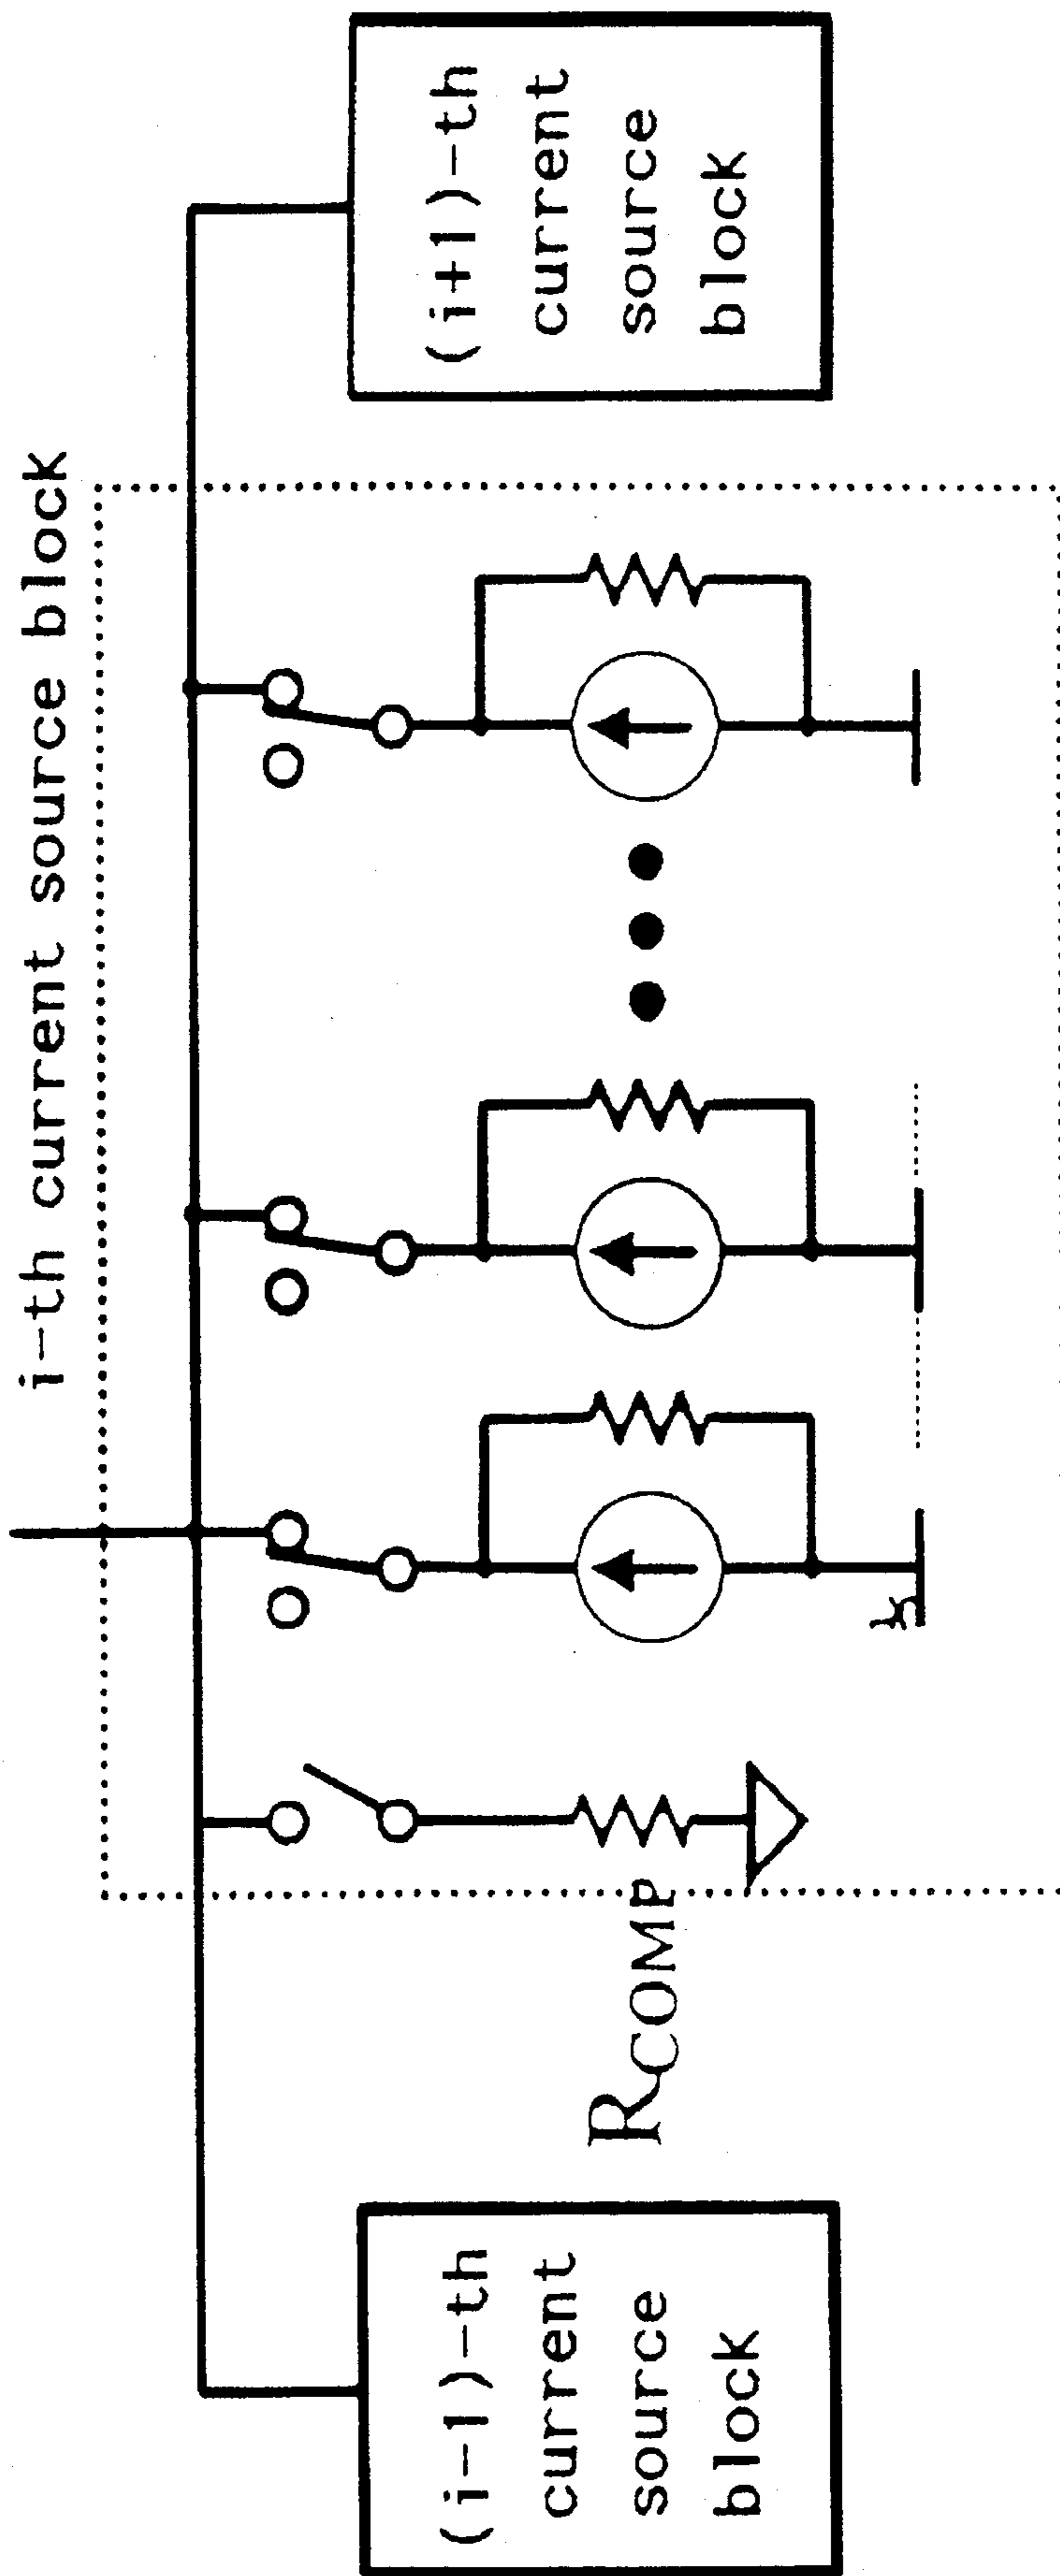 i-th current source block
(i-1)-th
current
source
block
RCOMP
(i+1)-th
current
source
block